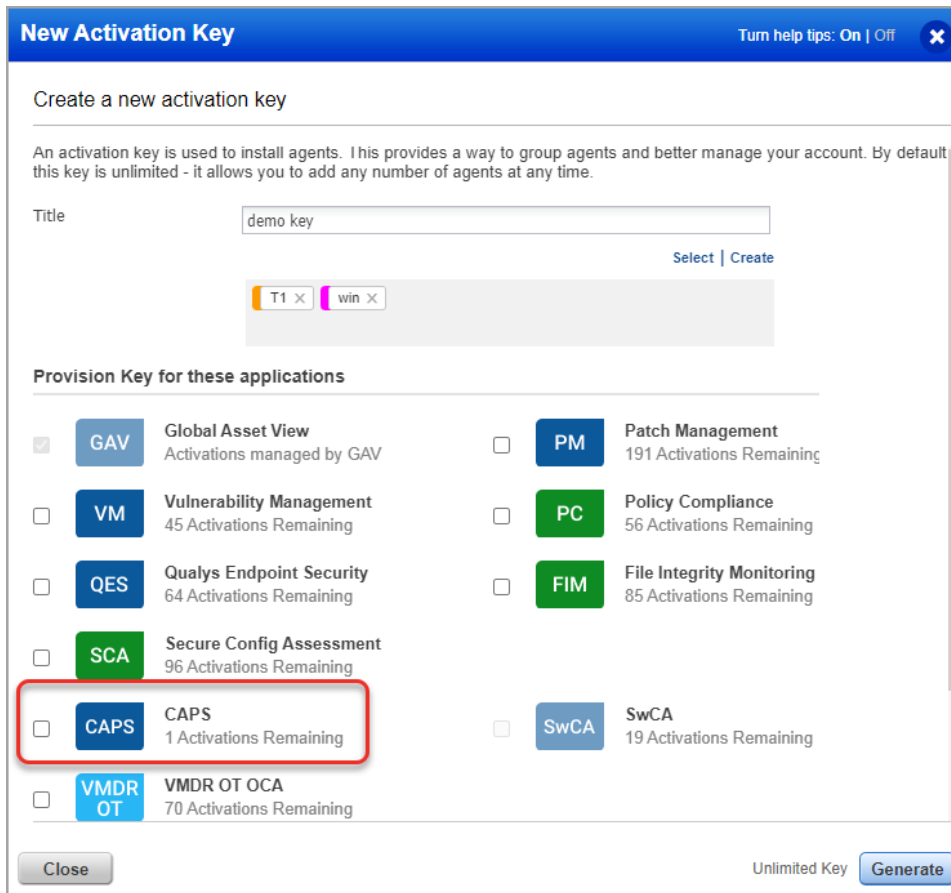 New Activation Key
Turn help tips: On | Off
Create a new activation key
An activation key is used to install agents. This provides a way to group agents and better manage your account. By default
this key is unlimited - it allows you to add any number of agents at any time.
Title
demo key
Select | Create
T1
win
Provision Key for these applications
GAV
Global Asset View
Activations managed by GAV
PM
Patch Management
191 Activations Remaining
VM
Vulnerability Management
45 Activations Remaining
PC
Policy Compliance
56 Activations Remaining
QES
Qualys Endpoint Security
64 Activations Remaining
FIM
File Integrity Monitoring
85 Activations Remaining
SCA
Secure Config Assessment
96 Activations Remaining
CAPS
CAPS
1 Activations Remaining
SwCA
SwCA
19 Activations Remaining
VMDR
OT
VMDR OT OCA
70 Activations Remaining
Close
Unlimited Key
Generate